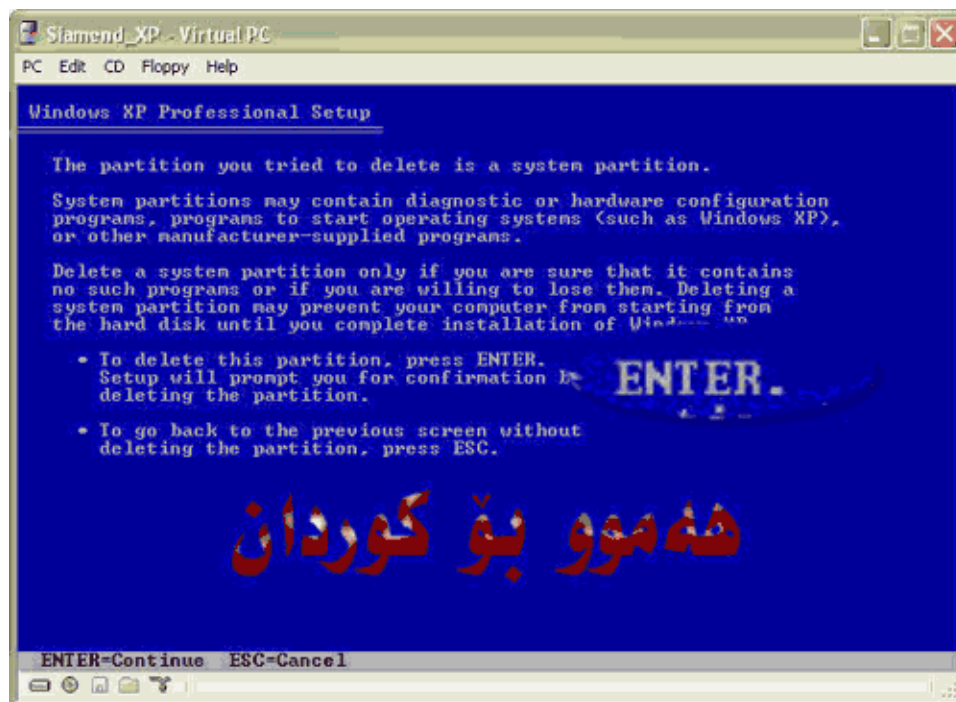 Siamend_XP - Virtual PC
PC Edit CD Floppy Help
Windows XP Professional Setup
The partition you tried to delete is a system partition.
System partitions may contain diagnostic or hardware configuration
programs, programs to start operating systems (such as Windows XP),
or other manufacturer-supplied programs.
Delete a system partition only if you are sure that it contains
no such programs or if you are willing to lose them. Deleting a
system partition may prevent your computer from starting from
the hard disk until you complete installation of Windows XP
• To delete this partition, press ENTER.
Setup will prompt you for confirmation
deleting the partition.
ENTER.
• To go back to the previous screen without
deleting the partition, press ESC.
هەموو بۆ كوردان
ENTER=Continue ESC=Cancel